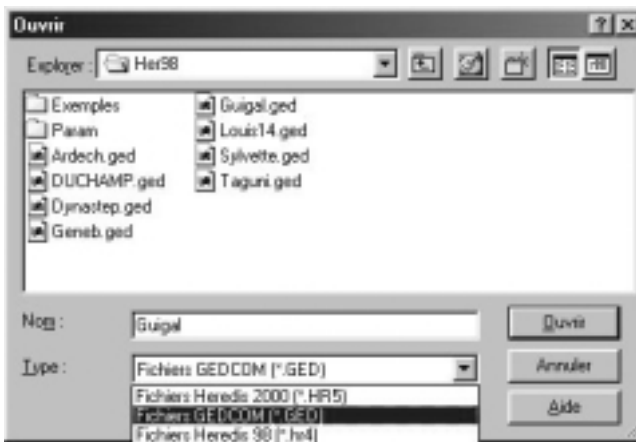 Ouvrir
Explorer : Her98
Exemples
Param
Ardech.ged
DUCHAMP.ged
Dynastep.ged
Geneb.ged
Guigal.ged
Louis14.ged
Sylvette.ged
Taguni.ged
Nom : Guigal
Ouvrir
Type : Fichiers GEDCOM (*.GED)
Annuler
Fichiers Heredis 2000 (*.HR5)
Fichiers GEDCOM (*.GED)
Fichiers Heredis 98 (*.hr4)
Aide